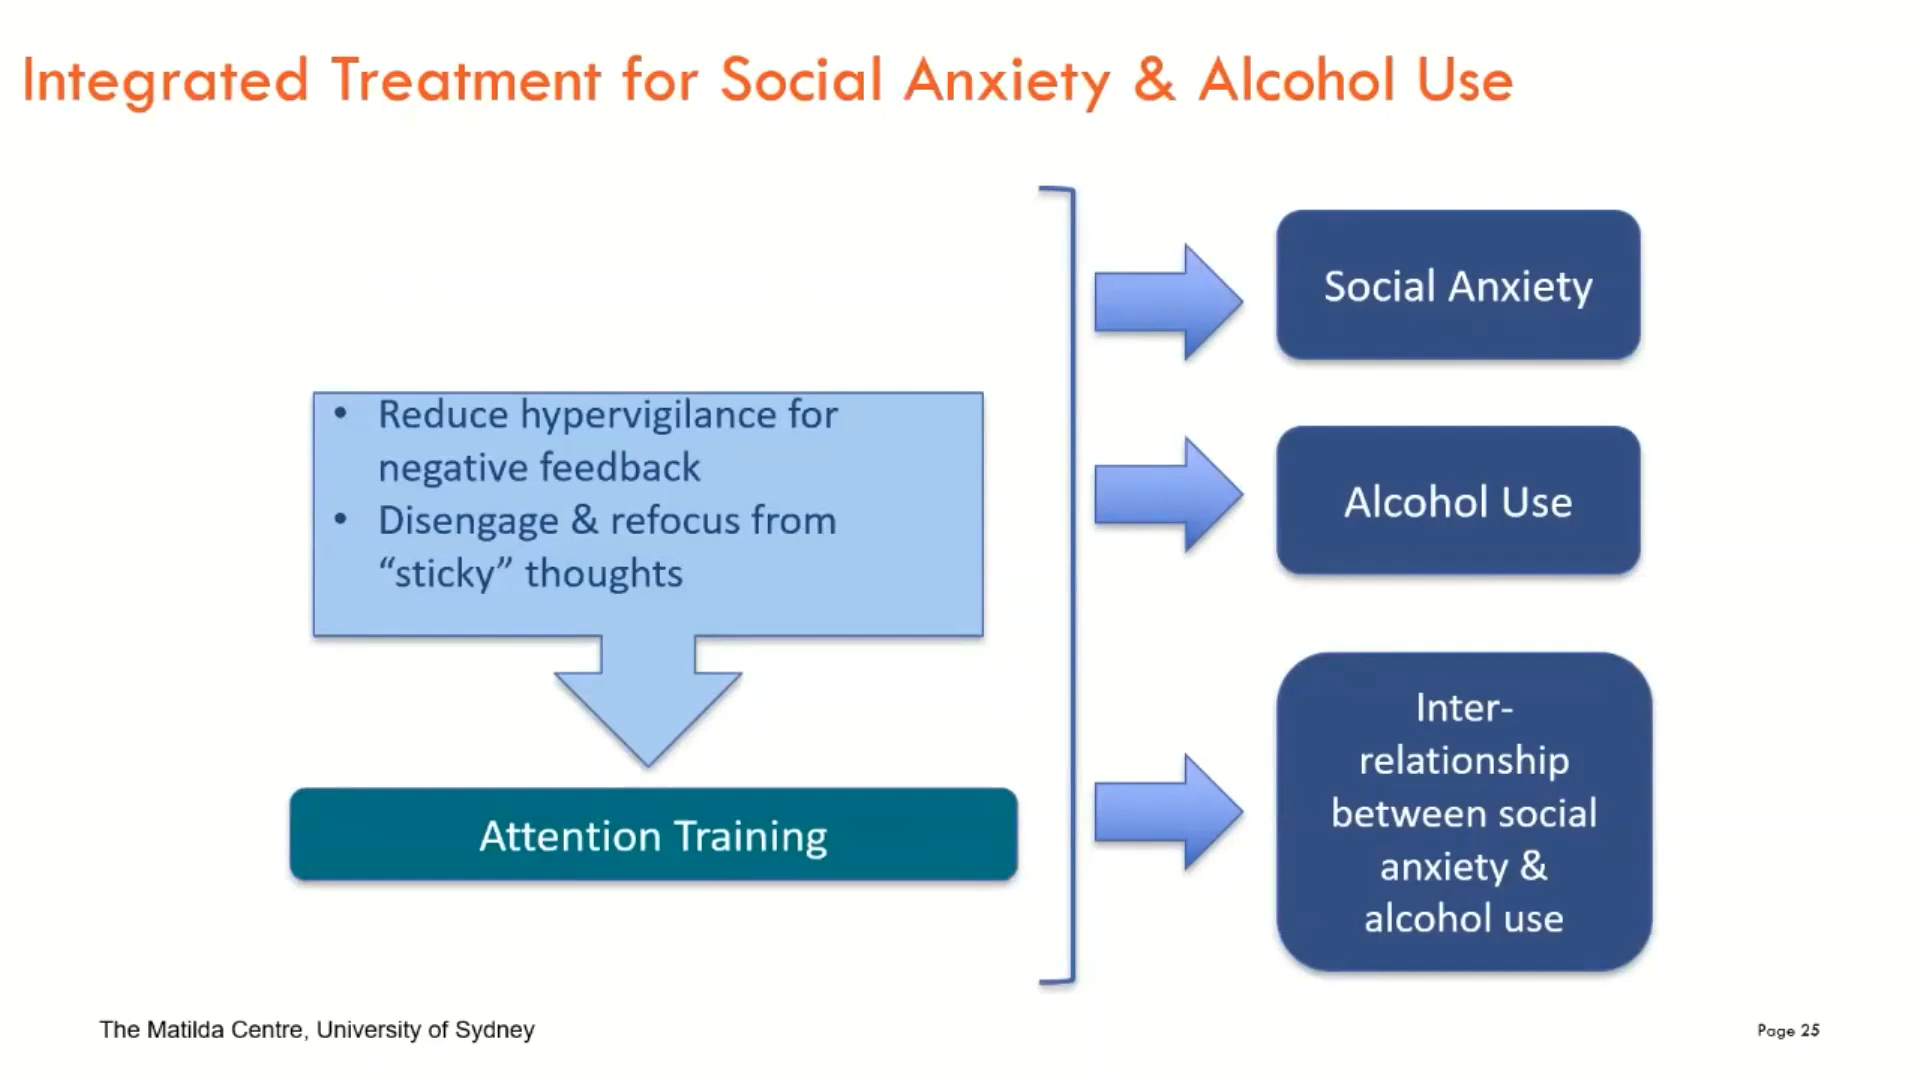 Integrated Treatment for Social Anxiety & Alcohol Use
• Reduce hypervigilance for
negative feedback
• Disengage & refocus from
“sticky” thoughts
Attention Training
Social Anxiety
Alcohol Use
Inter-
relationship
between social
anxiety &
alcohol use
The Matilda Centre, University of Sydney
Page 25